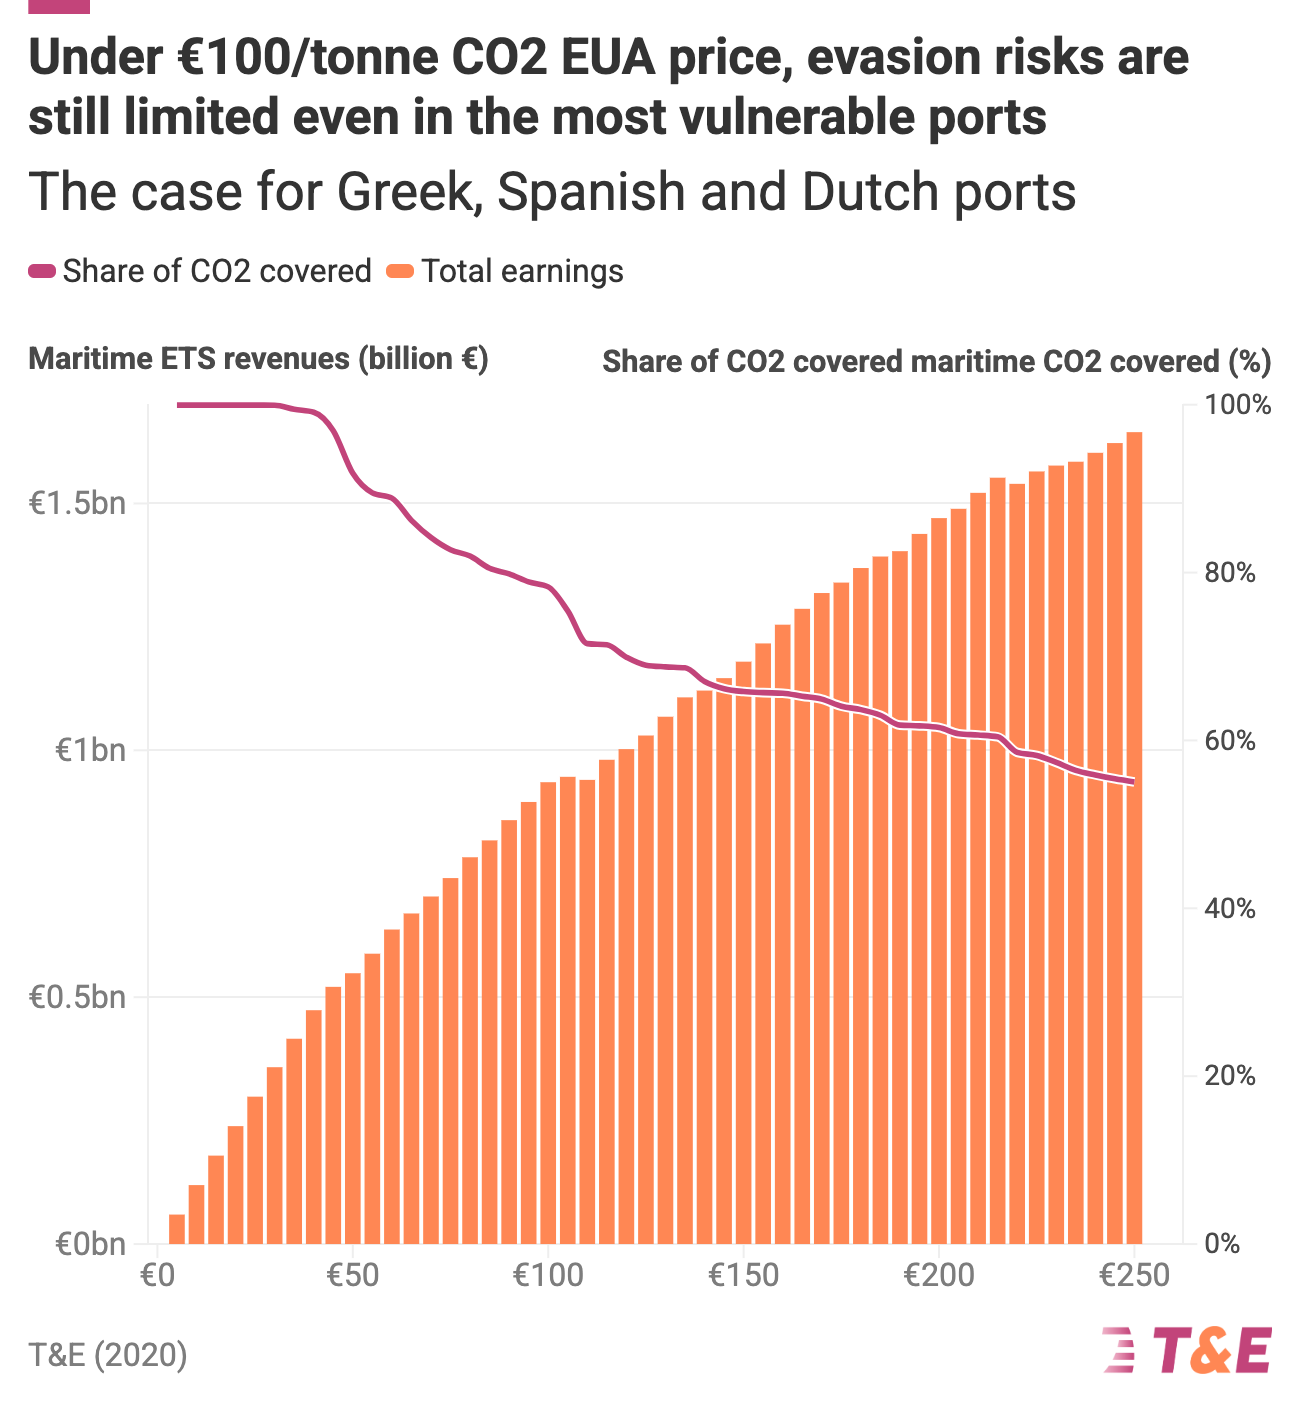 Under €100/tonne CO2 EUA price, evasion risks are
still limited even in the most vulnerable ports
The case for Greek, Spanish and Dutch ports
Share of CO2 covered Total earnings
Maritime ETS revenues (billion €) Share of CO2 covered maritime CO2 covered (%)
100%
€1.5bn
80%
€1bn
60%
40%
€0.5bn
20%
€0bn
0%
€0 €50 €100 €150 €200 €250
T&E (2020)
T&E